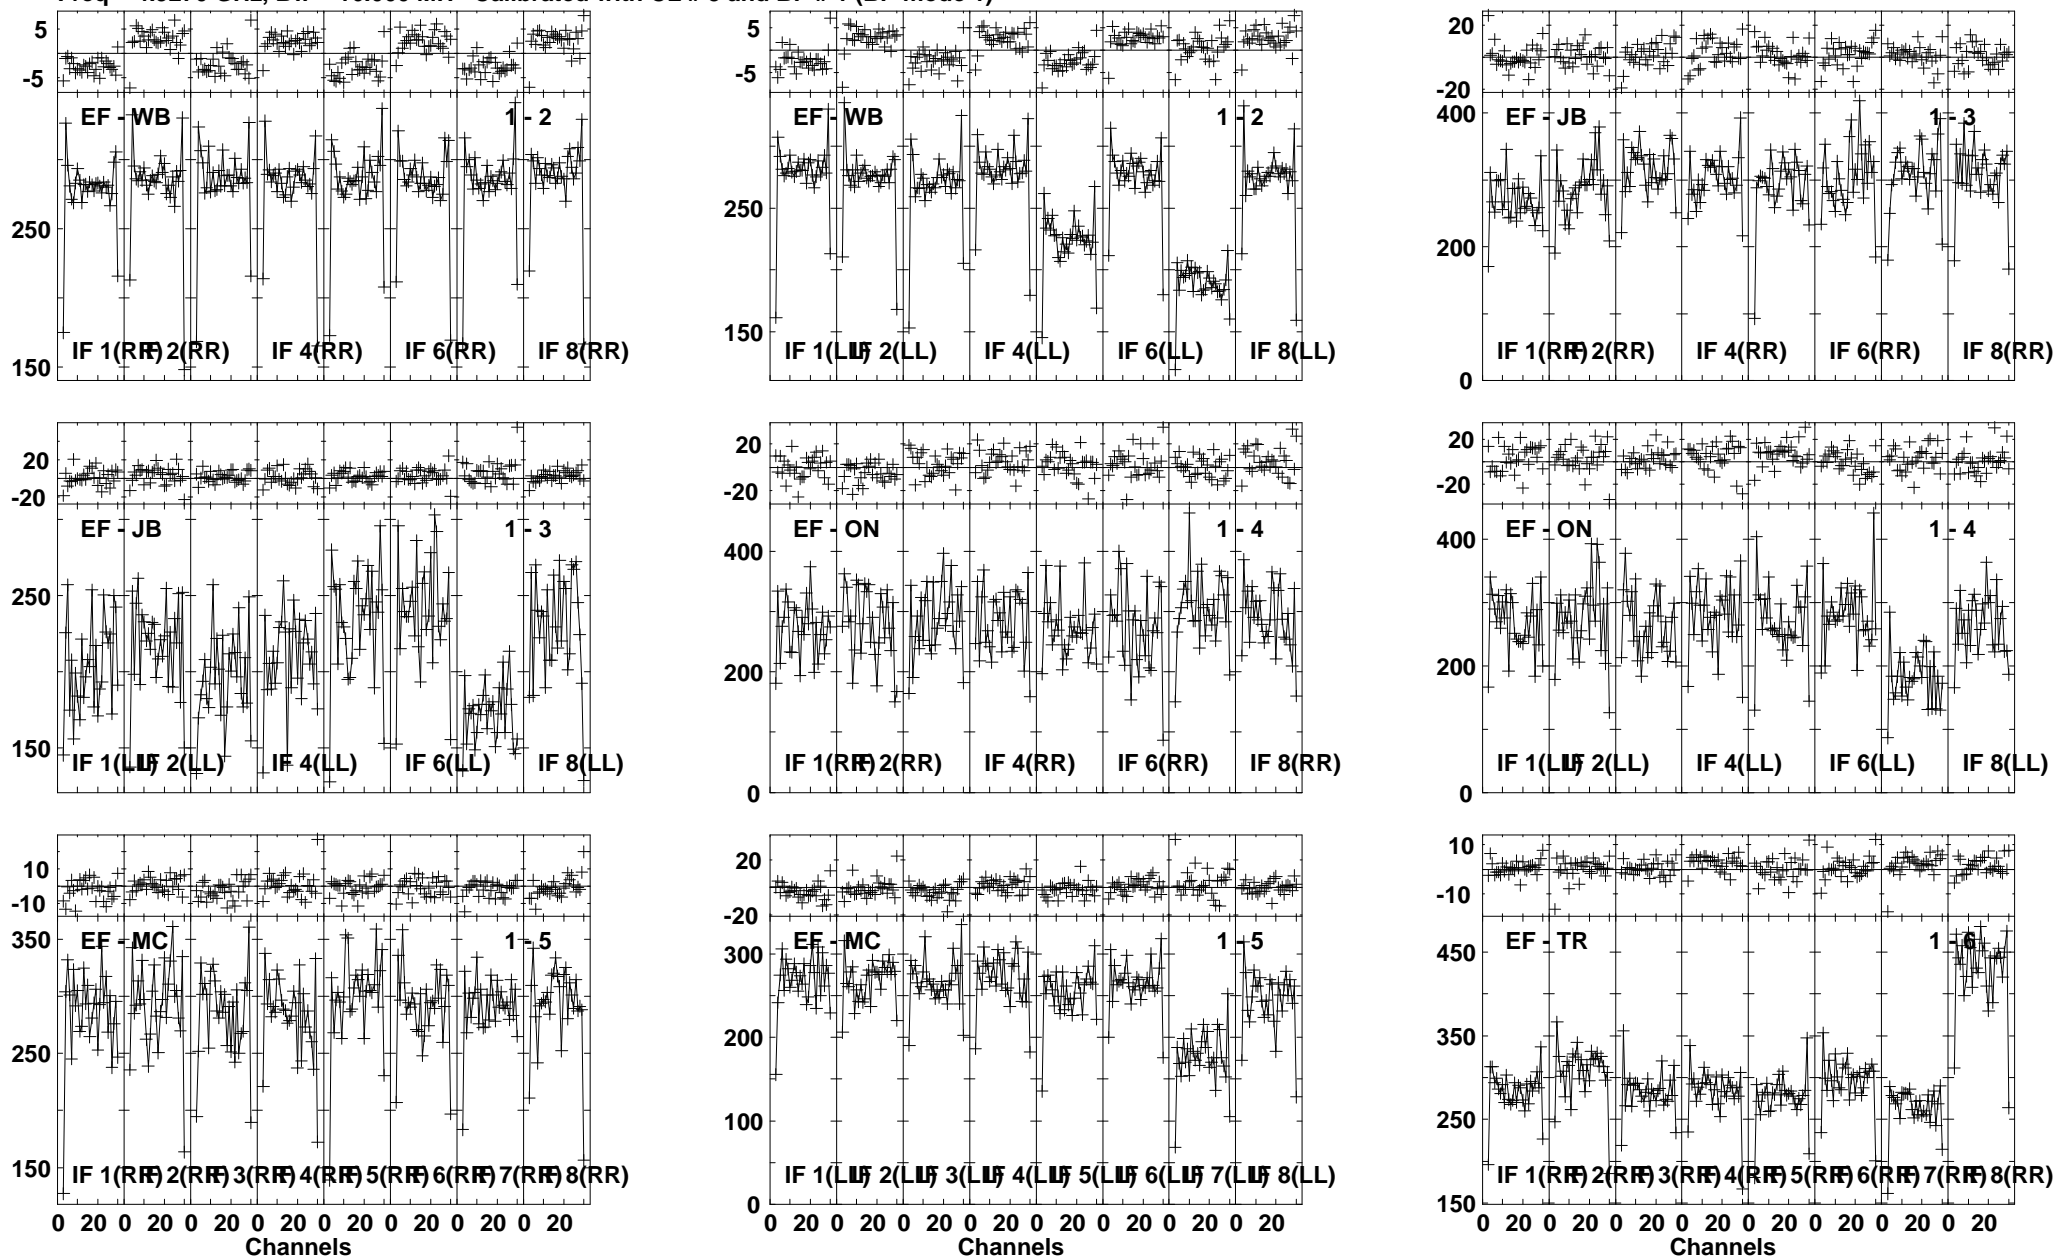 5
-5
EF - WB 1 - 2
250
150
IF 1(RR) IF 2(RR) IF 4(RR) IF 6(RR) IF 8(RR)
5
-5
EF - WB 1 - 2
250
150
IF 1(LL) IF 2(LL) IF 4(LL) IF 6(LL) IF 8(LL)
20
-20
400
EF - JB 1 - 3
200
IF 1(RR) IF 2(RR) IF 4(RR) IF 6(RR) IF 8(RR)
0
20
-20
EF - JB 1 - 3
250
150
IF 1(LL) IF 2(LL) IF 4(LL) IF 6(LL) IF 8(LL)
20
-20
EF - ON 1 - 4
400
200
IF 1(RR) IF 2(RR) IF 4(RR) IF 6(RR) IF 8(RR)
0
20
-20
EF - ON 1 - 4
400
200
IF 1(LL) IF 2(LL) IF 4(LL) IF 6(LL) IF 8(LL)
0
10
-10
350 EF - MC 1 - 5
250
150 IF 1(RR) IF 2(RR) IF 3(RR) IF 4(RR) IF 5(RR) IF 6(RR) IF 7(RR) IF 8(RR)
0 20 0 20 0 20 0 20 0 20 0 20 0 20 0 20
Channels
20
-20
EF - MC 1 - 5
300
200
100
IF 1(LL) IF 2(LL) IF 3(LL) IF 4(LL) IF 5(LL) IF 6(LL) IF 7(LL) IF 8(LL)
0
0 20 0 20 0 20 0 20 0 20 0 20 0 20 0 20
Channels
10
-10
EF - TR 1 - 6
450
350
250
IF 1(RR) IF 2(RR) IF 3(RR) IF 4(RR) IF 5(RR) IF 6(RR) IF 7(RR) IF 8(RR)
150
0 20 0 20 0 20 0 20 0 20 0 20 0 20 0 20
Channels